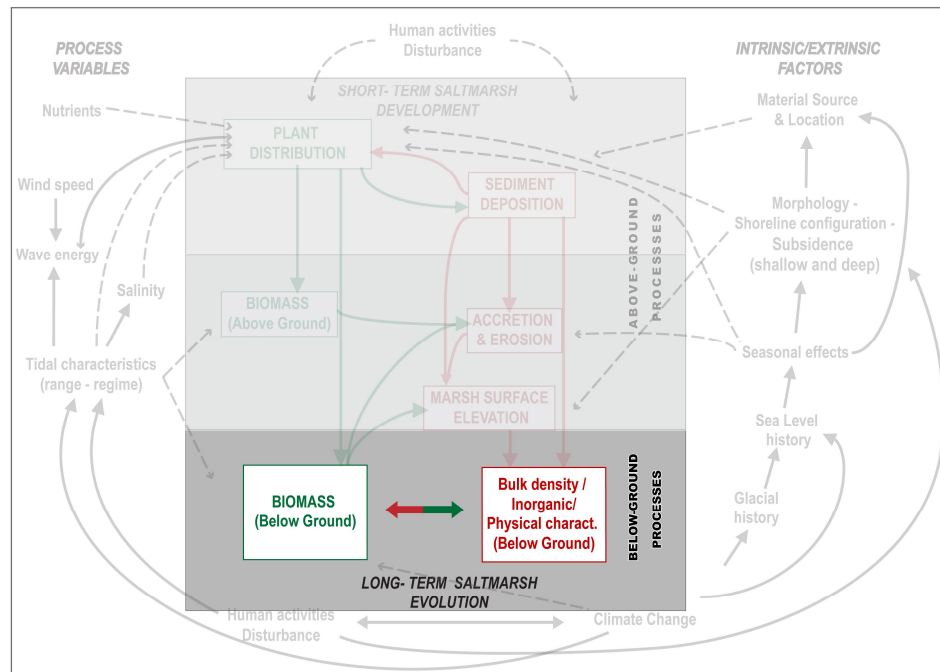 Human activities
Disturbance
PROCESS
VARIABLES
INTRINSIC/EXTRINSIC
FACTORS
SHORT- TERM SALTMARSH
DEVELOPMENT
Nutrients
Material Source
& Location
PLANT
DISTRIBUTION
Wind speed
SEDIMENT
DEPOSITION
Morphology -
Shoreline configuration -
Subsidence
(shallow and deep)
Wave energy
Salinity
ABOVE-GROUND
PROCESSSES
BIOMASS
(Above Ground)
ACCRETION
& EROSION
Tidal characteristics
(range - regime)
Seasonal effects
MARSH SURFACE
ELEVATION
Sea Level
history
BIOMASS
(Below Ground)
Bulk density /
Inorganic/
Physical charact.
(Below Ground)
BELOW-GROUND
PROCESSES
Glacial
history
LONG- TERM SALTMARSH
EVOLUTION
Human activities
Disturbance
Climate Change